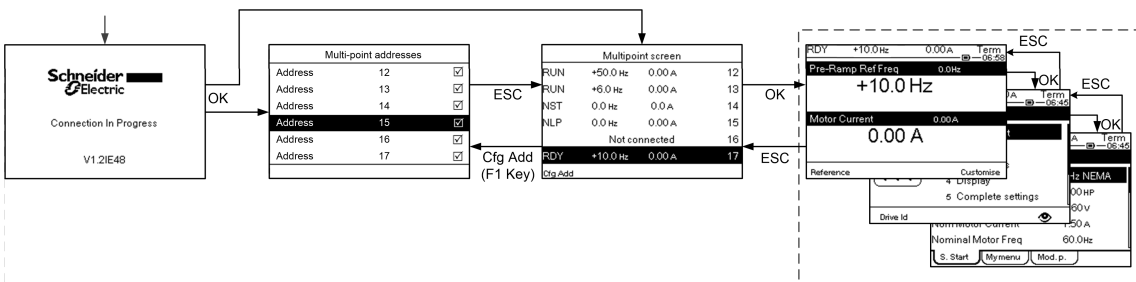 Schneider
Electric
Connection In Progress
V1.2IE48
OK
Multi-point addresses
Address 12 ☑
Address 13 ☑
Address 14 ☑
Address 15 ☑
Address 16 ☑
Address 17 ☑
ESC
Cfg Add
(F1 Key)
Multipoint screen
RUN +50.0 Hz 0.00 A 12
RUN +6.0 Hz 0.00 A 13
NST 0.0 Hz 0.0 A 14
NLP 0.0 Hz 0.00 A 15
Not connected 16
RDY +10.0 Hz 0.00 A 17
Cfg Add
OK
ESC
RDY +10.0 Hz 0.00 A Term
06:58
Pre-Ramp Ref Freq 0.0Hz
+10.0 Hz
Motor Current 0.00 A
0.00 A
Reference Customise
ESC
OK
Term
06:45
4 Display
5 Complete settings
Drive Id
ESC
OK
A Term
06:45
Hz NEMA
HP
60 V
Nom Motor Current 1.50 A
Nominal Motor Freq 60.0Hz
S. Start Mymenu Mod. p.